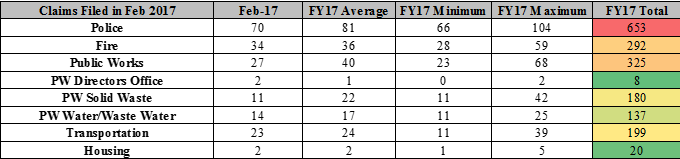 Claims Filed in Feb 2017 Feb-17 FY17 Average FY17 Minimum FY17 Maximum FY17 Total
Police 70 81 66 104 653
Fire 34 36 28 59 292
Public Works 27 40 23 68 325
PW Directors Office 2 1 0 2 8
PW Solid Waste 11 22 11 42 180
PW Water/Waste Water 14 17 11 25 137
Transportation 23 24 11 39 199
Housing 2 2 1 5 20